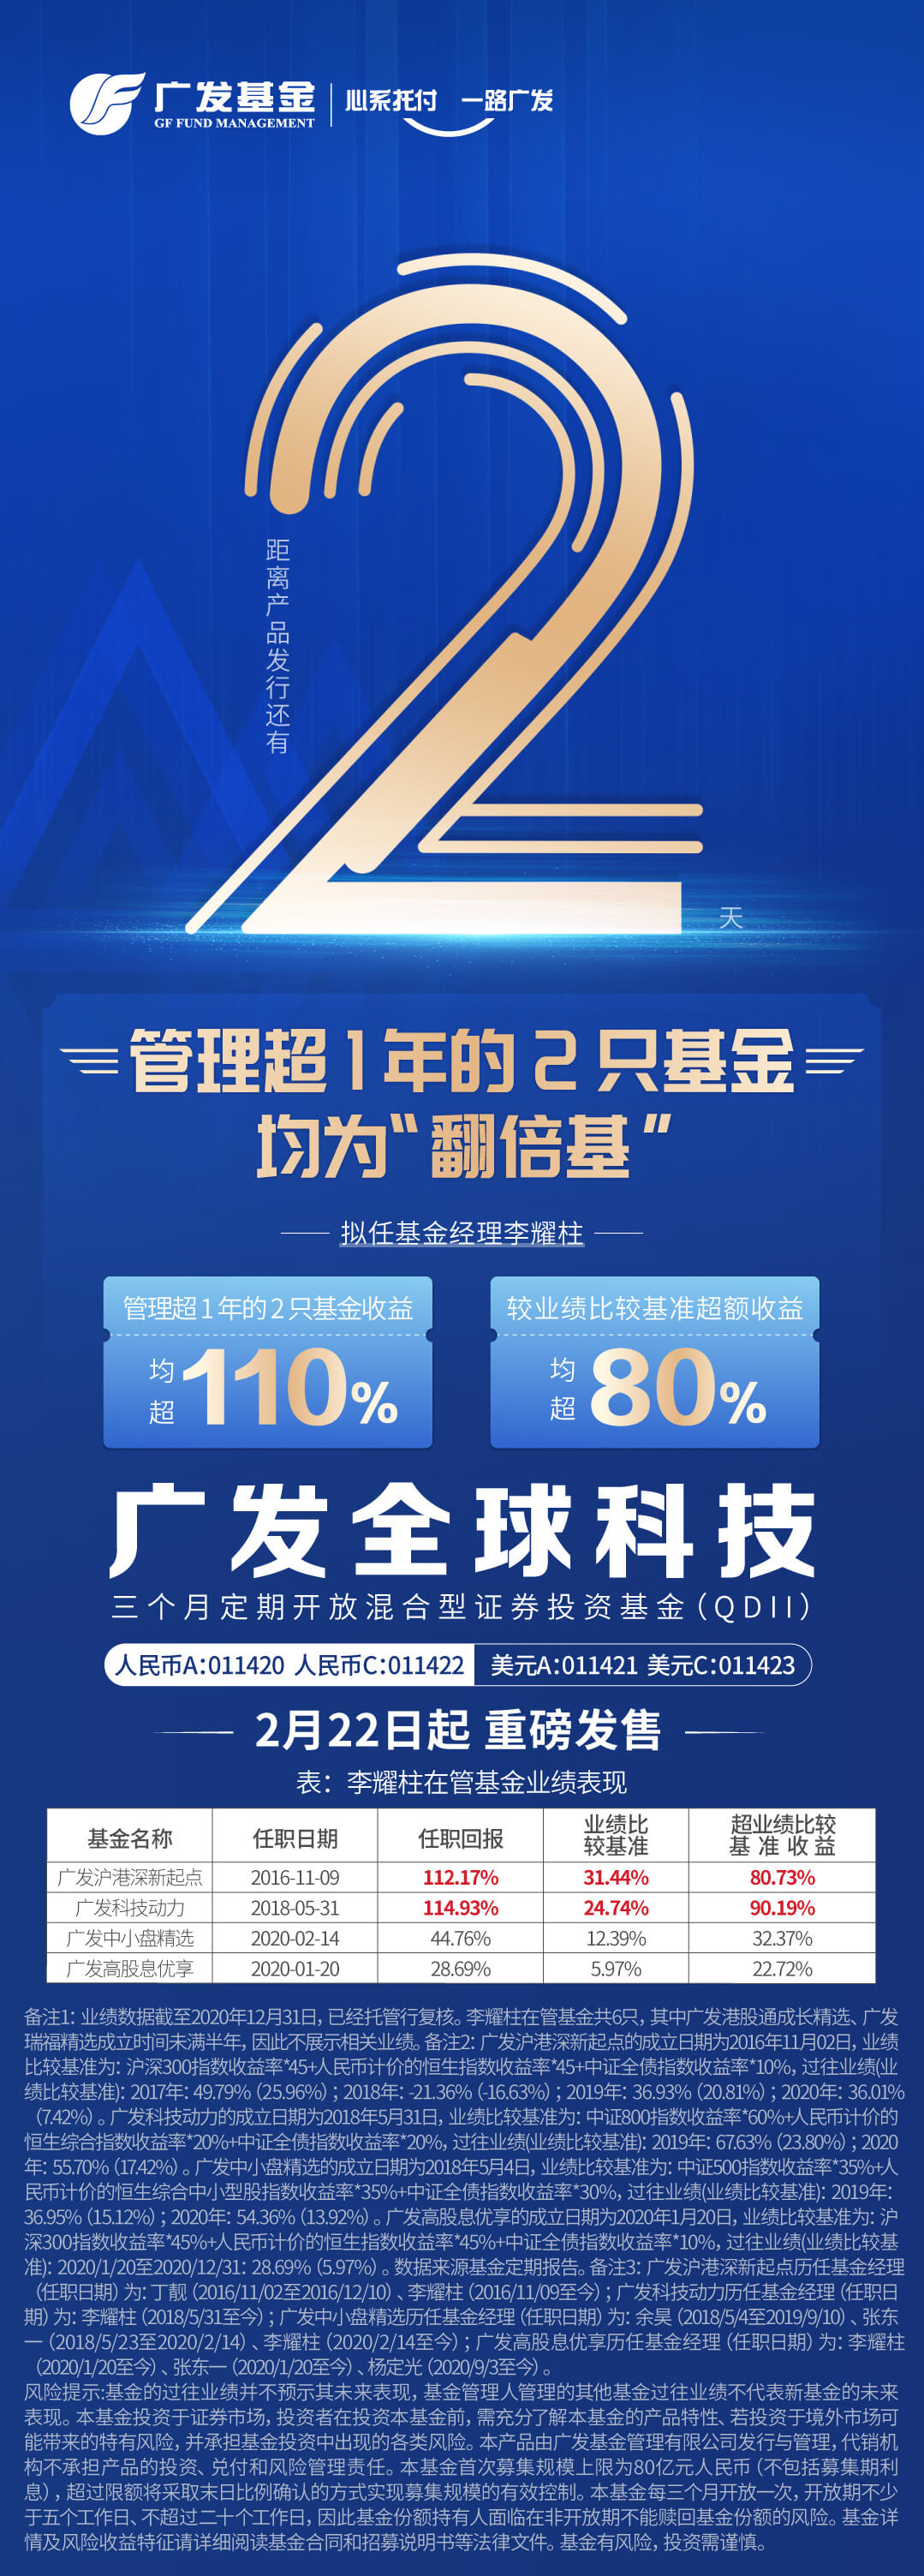 广发基金
GF FUND MANAGEMENT
心系托付 一路广发
2
距离产品发行还有
天
管理超1年的2只基金
均为“翻倍基”
拟任基金经理李耀柱
管理超1年的2只基金收益
均超110%
较业绩比较基准超额收益
均超80%
广发全球科技
三个月定期开放混合型证券投资基金(QDII)
人民币A:011420 人民币C:011422 美元A:011421 美元C:011423
2月22日起 重磅发售
表：李耀柱在管基金业绩表现
基金名称 任职日期 任职回报 业绩比较基准 超业绩比较基准收益
广发沪港深新起点 2016-11-09 112.17% 31.44% 80.73%
广发科技动力 2018-05-31 114.93% 24.74% 90.19%
广发中小盘精选 2020-02-14 44.76% 12.39% 32.37%
广发高股息优享 2020-01-20 28.69% 5.97% 22.72%
备注1：业绩数据截至2020年12月31日，已经托管行复核。李耀柱在管基金共6只，其中广发港股通成长精选、广发
瑞福精选成立时间未满半年，因此不展示相关业绩。备注2：广发沪港深新起点的成立日期为2016年11月02日，业绩
比较基准为：沪深300指数收益率*45+人民币计价的恒生指数收益率*45+中证全债指数收益率*10%，过往业绩(业
绩比较基准)：2017年：49.79%（25.96%）；2018年：-21.36%（-16.63%）；2019年：36.93%（20.81%）；2020年：36.01%
（7.42%）。广发科技动力的成立日期为2018年5月31日，业绩比较基准为：中证800指数收益率*60%+人民币计价的
恒生综合指数收益率*20%+中证全债指数收益率*20%，过往业绩(业绩比较基准)：2019年：67.63%（23.80%）；2020
年：55.70%（17.42%）。广发中小盘精选的成立日期为2018年5月4日，业绩比较基准为：中证500指数收益率*35%+人
民币计价的恒生综合中小型股指数收益率*35%+中证全债指数收益率*30%，过往业绩(业绩比较基准)：2019年：
36.95%（15.12%）；2020年：54.36%（13.92%）。广发高股息优享的成立日期为2020年1月20日，业绩比较基准为：沪
深300指数收益率*45%+人民币计价的恒生指数收益率*45%+中证全债指数收益率*10%，过往业绩(业绩比较基
准)：2020/1/20至2020/12/31：28.69%（5.97%）。数据来源基金定期报告。备注3：广发沪港深新起点历任基金经理
（任职日期）为：丁靓（2016/11/02至2016/12/10）、李耀柱（2016/11/09至今）；广发科技动力历任基金经理（任职日
期）为：李耀柱（2018/5/31至今）；广发中小盘精选历任基金经理（任职日期）为：余昊（2018/5/4至2019/9/10）、张东
一（2018/5/23至2020/2/14）、李耀柱（2020/2/14至今）；广发高股息优享历任基金经理（任职日期）为：李耀柱
（2020/1/20至今）、张东一（2020/1/20至今）、杨定光（2020/9/3至今）。
风险提示:基金的过往业绩并不预示其未来表现，基金管理人管理的其他基金过往业绩不代表新基金的未来
表现。本基金投资于证券市场，投资者在投资本基金前，需充分了解本基金的产品特性、若投资于境外市场可
能带来的特有风险，并承担基金投资中出现的各类风险。本产品由广发基金管理有限公司发行与管理，代销机
构不承担产品的投资、兑付和风险管理责任。本基金首次募集规模上限为80亿元人民币（不包括募集期利
息），超过限额将采取末日比例确认的方式实现募集规模的有效控制。本基金每三个月开放一次，开放期不少
于五个工作日、不超过二十个工作日，因此基金份额持有人面临在非开放期不能赎回基金份额的风险。基金详
情及风险收益特征请详细阅读基金合同和招募说明书等法律文件。基金有风险，投资需谨慎。